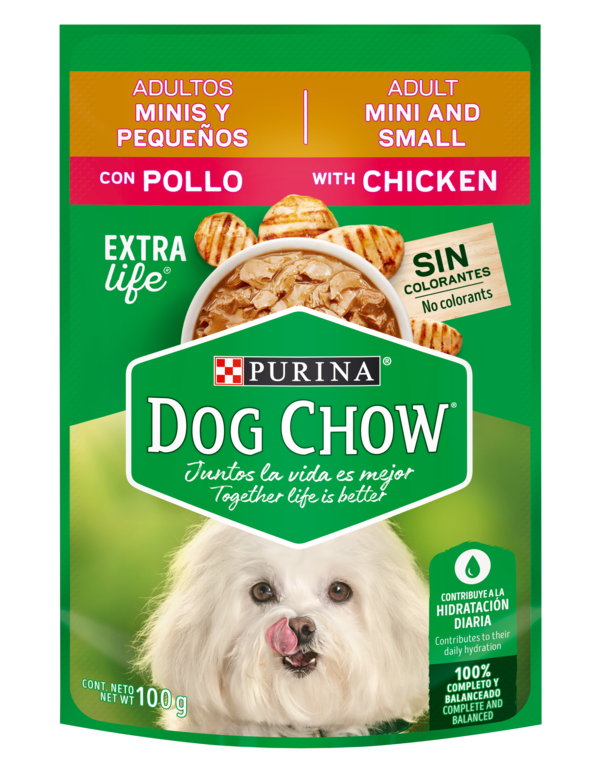 ADULTOS
MINIS Y
PEQUEÑOS
ADULT
MINI AND
SMALL
CON POLLO
WITH CHICKEN
EXTRA
life®
SIN
COLORANTES
No colorants
PURINA®
DOG CHOW®
Juntos la vida es mejor
Together life is better
CONTRIBUYE A LA
HIDRATACIÓN
DIARIA
Contributes to their
daily hydration
100%
COMPLETO Y
BALANCEADO
COMPLETE AND
BALANCED
CONT. NETO
NET WT 100g